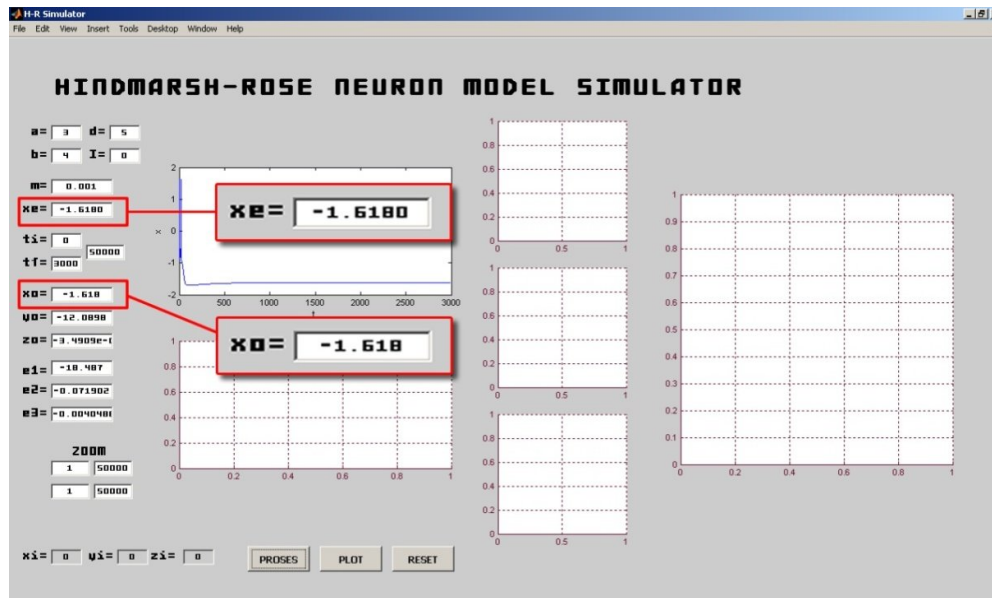 H-R Simulator
File Edit View Insert Tools Desktop Window Help
HINDMARSH-ROSE NEURON MODEL SIMULATOR
a= 3 d= 5
b= 4 I= 0
m= 0.001
xe= -1.6180
ti= 0
tf= 3000
50000
xo= -1.618
yo= -12.0898
zo= -3.4909e-
e1= -18.487
e2= -0.071902
e3= -0.004048
ZOOM
1 50000
1 50000
xi= 0 yi= 0 zi= 0
PROSES PLOT RESET
2
1
0
-1
-2
x
0 500 1000 1500 2000 2500 3000
t
xe= -1.6180
xo= -1.618
1
0.8
0.6
0.4
0.2
0
0 0.2 0.4 0.6 0.8 1
1
0.8
0.6
0.4
0.2
0
0 0.5 1
1
0.8
0.6
0.4
0.2
0
0 0.5 1
1
0.8
0.6
0.4
0.2
0
0 0.5 1
1
0.9
0.8
0.7
0.6
0.5
0.4
0.3
0.2
0.1
0
0 0.2 0.4 0.6 0.8 1